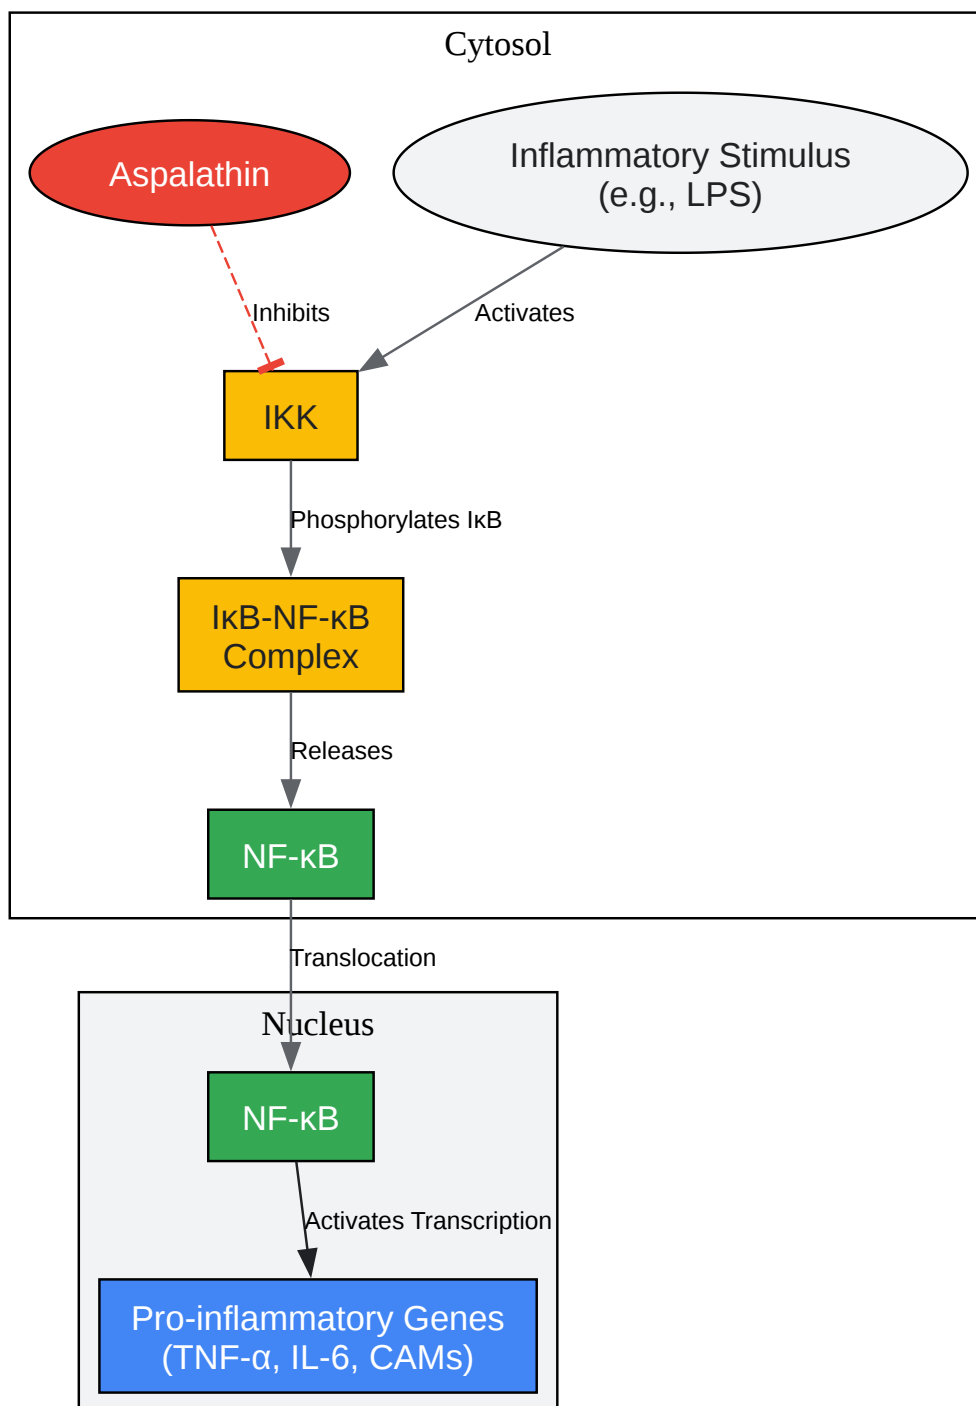 Cytosol
Aspalathin
Inflammatory Stimulus
(e.g., LPS)
Inhibits
Activates
IKK
Phosphorylates IκB
IκB-NF-κB
Complex
Releases
NF-κB
Translocation
Nucleus
NF-κB
Activates Transcription
Pro-inflammatory Genes
(TNF-α, IL-6, CAMs)